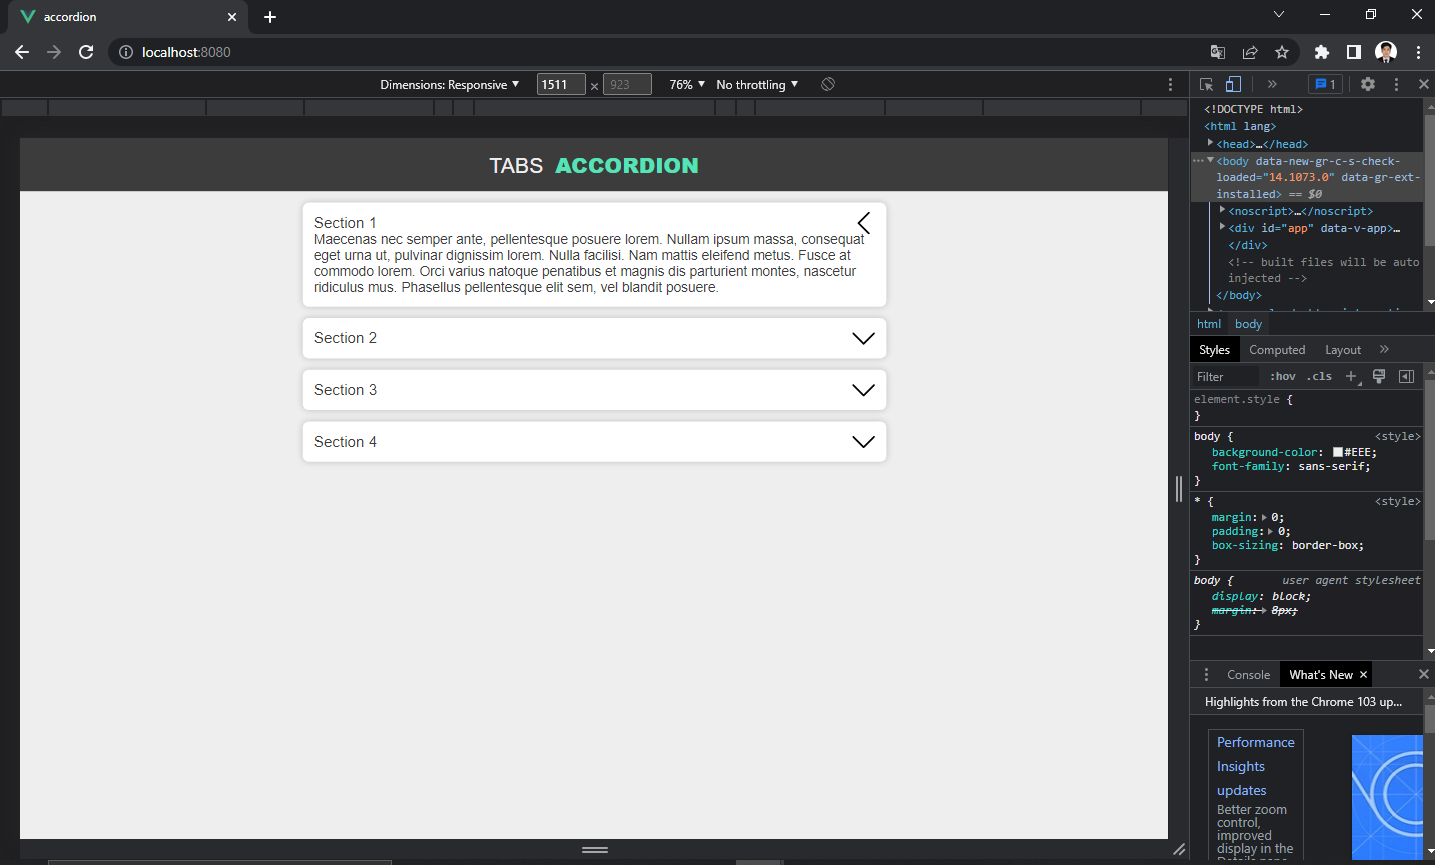 accordion
localhost:8080
Dimensions: Responsive
1511
×
923
76%
No throttling
1
TABS ACCORDION
Section 1
Maecenas nec semper ante, pellentesque posuere lorem. Nullam ipsum massa, consequat
eget urna ut, pulvinar dignissim lorem. Nulla facilisi. Nam mattis eleifend metus. Fusce at
commodo lorem. Orci varius natoque penatibus et magnis dis parturient montes, nascetur
ridiculus mus. Phasellus pellentesque elit sem, vel blandit posuere.
Section 2
Section 3
Section 4
<!DOCTYPE html>
<html lang>
<head>…</head>
<body data-new-gr-c-s-check-
loaded="14.1073.0" data-gr-ext-
installed> == $0
<noscript>…</noscript>
<div id="app" data-v-app>…
</div>
<!-- built files will be auto
injected -->
</body>
html body
Styles Computed Layout
Filter :hov .cls
element.style {
}
body { <style>
background-color: #EEE;
font-family: sans-serif;
}
* { <style>
margin: 0;
padding: 0;
box-sizing: border-box;
}
body { user agent stylesheet
display: block;
margin: 8px;
}
Console What's New
Highlights from the Chrome 103 up...
Performance
Insights
updates
Better zoom
control,
improved
display in the